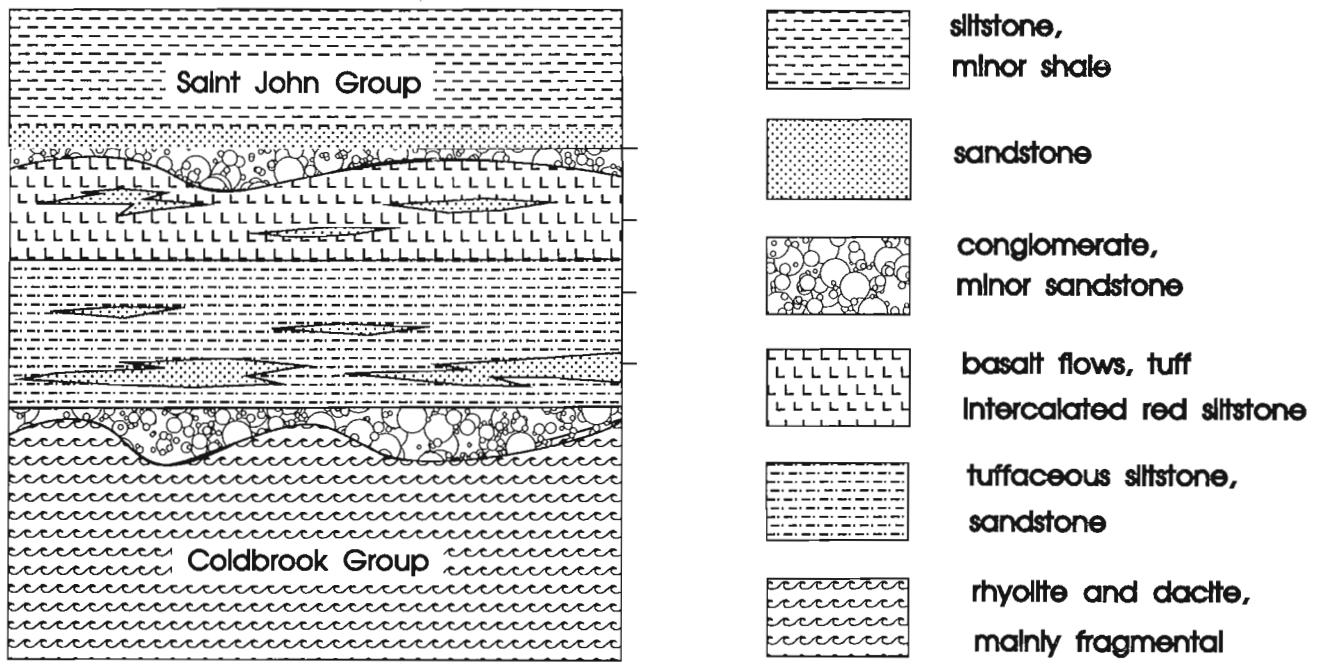 Saint John Group
Coldbrook Group
siltstone,
minor shale
sandstone
conglomerate,
minor sandstone
basalt flows, tuff
intercalated red siltstone
tuffaceous siltstone,
sandstone
rhyolite and dacite,
mainly fragmental